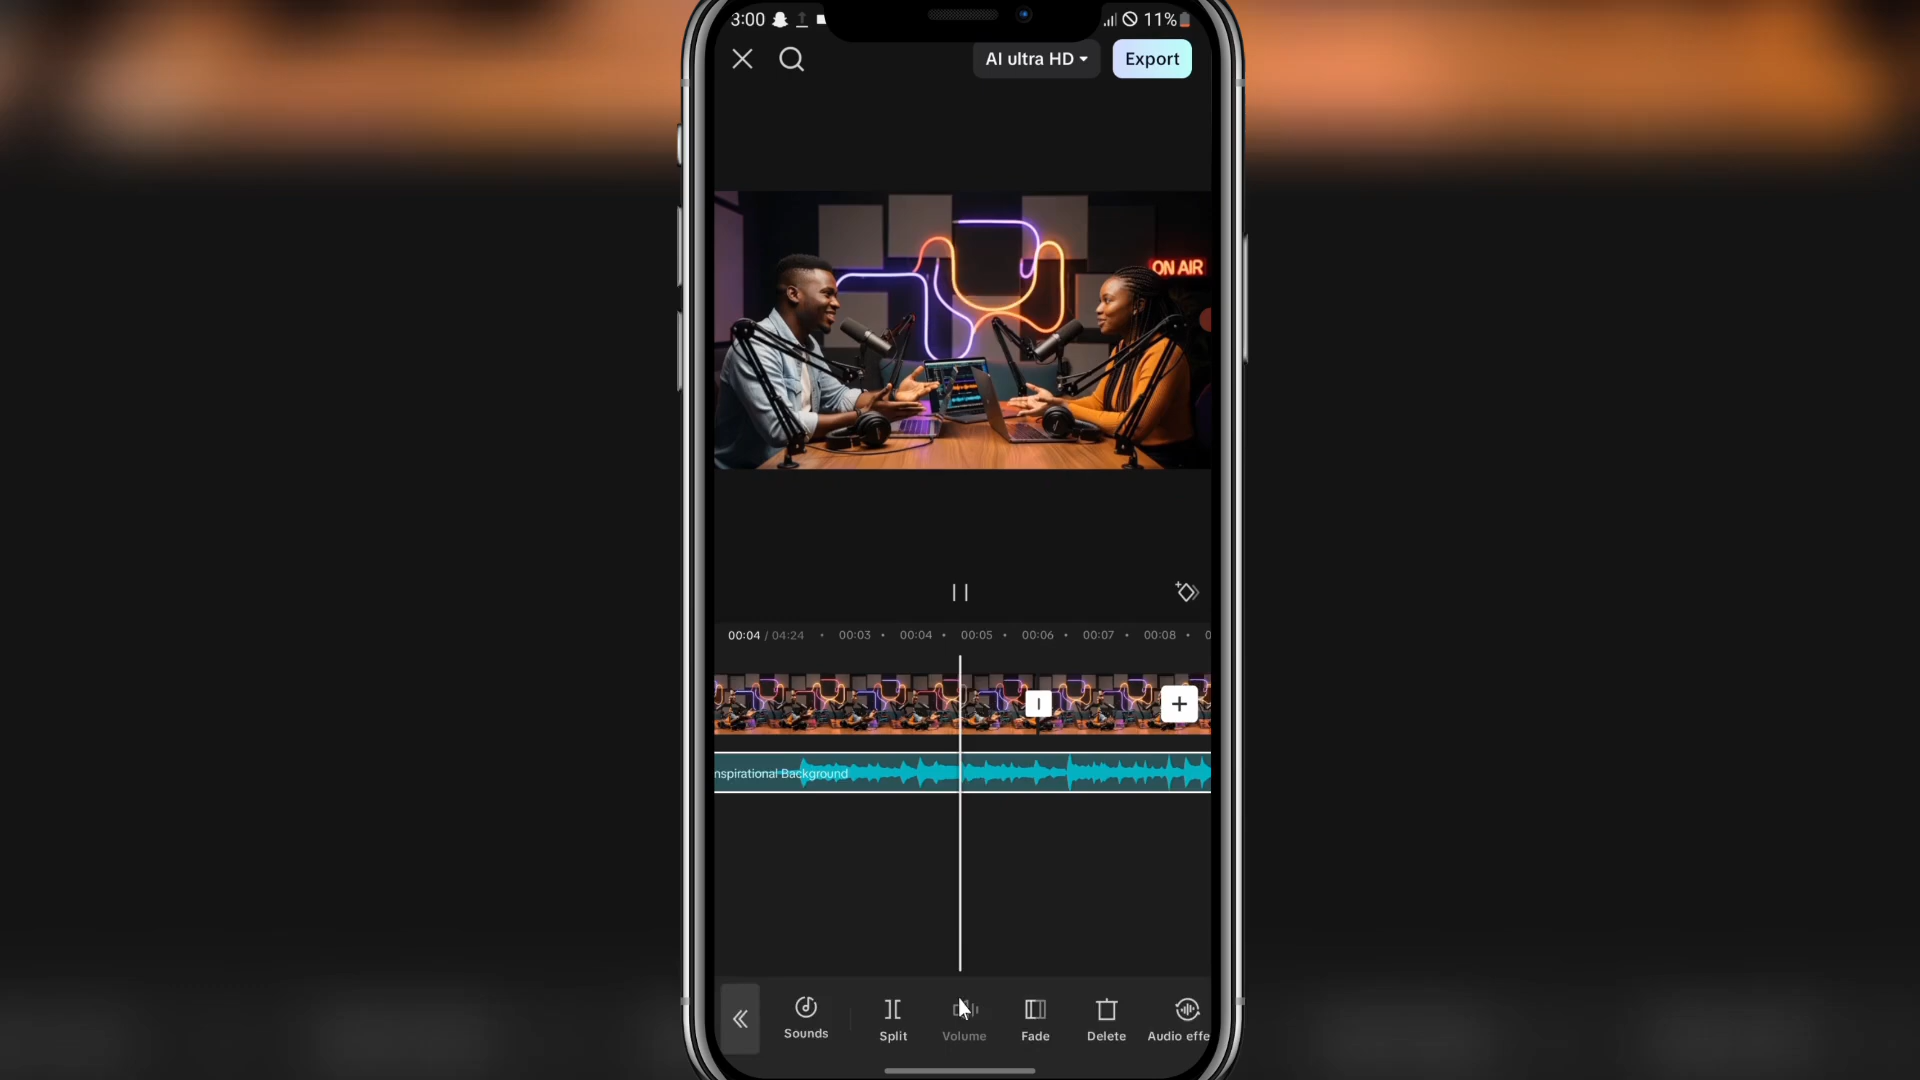 3:00
11%
AI ultra HD
Export
ON AIR
00:04 / 04:24
00:03
00:04
00:05
00:06
00:07
00:08
nspirational Background
Sounds
Split
Volume
Fade
Delete
Audio effe